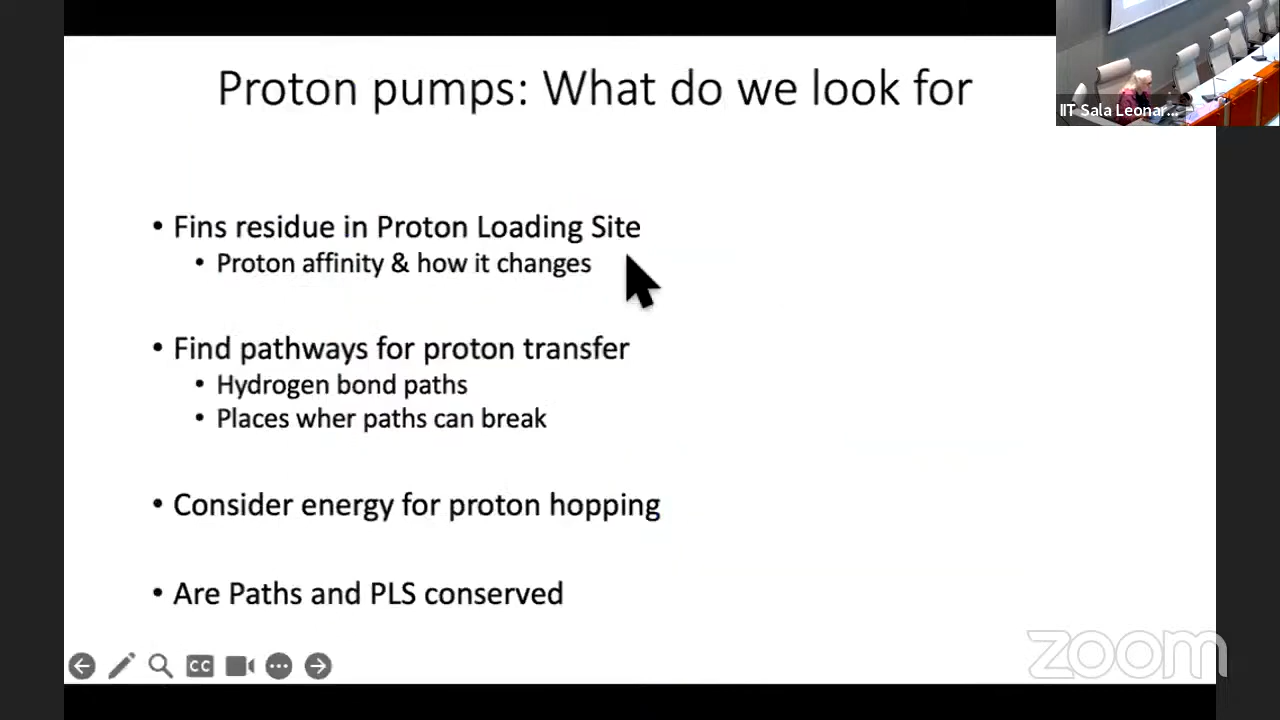 Proton pumps: What do we look for
IIT Sala Leonar...
• Fins residue in Proton Loading Site
• Proton affinity & how it changes
• Find pathways for proton transfer
• Hydrogen bond paths
• Places wher paths can break
• Consider energy for proton hopping
• Are Paths and PLS conserved
CC
zoom